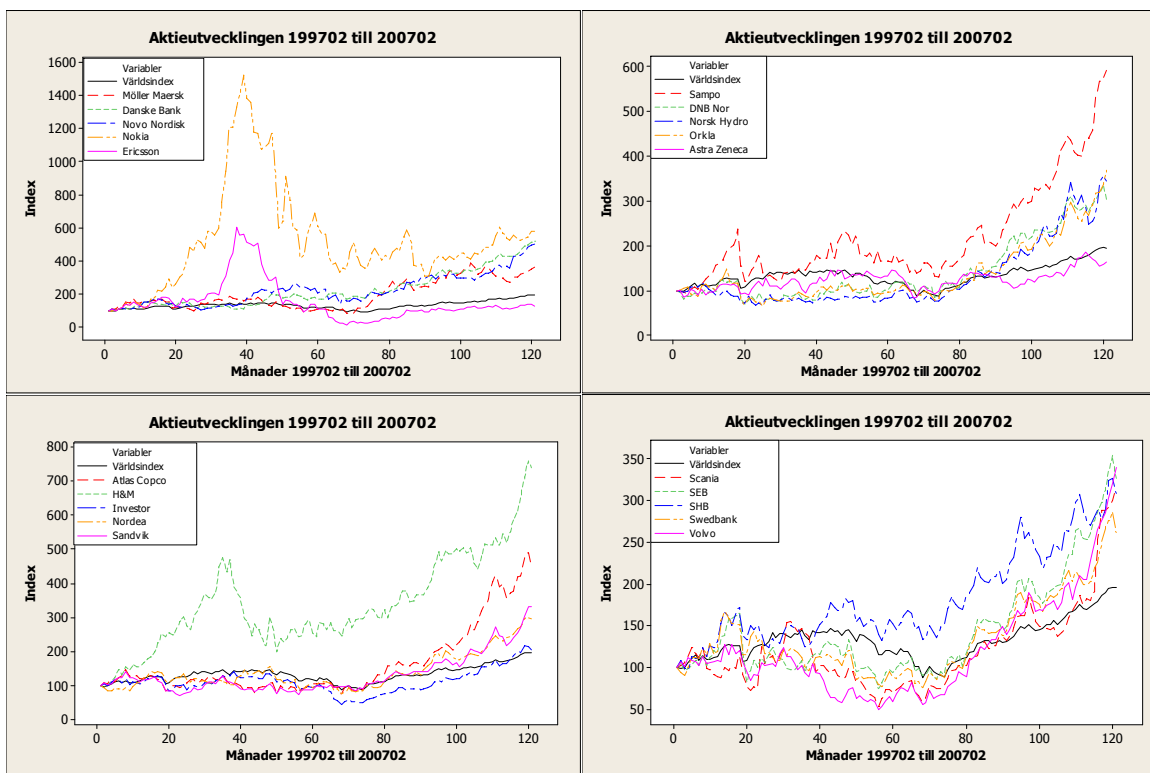 Aktieutvecklingen 199702 till 200702
1600
1400
1200
1000
800
600
400
200
0
Index
Variabler
Världsindex
Möller Maersk
Danske Bank
Novo Nordisk
Nokia
Ericsson
0 20 40 60 80 100 120
Månader 199702 till 200702
Aktieutvecklingen 199702 till 200702
600
500
400
300
200
100
0
Index
Variabler
Världsindex
Sampo
DNB Nor
Norsk Hydro
Orkla
Astra Zeneca
0 20 40 60 80 100 120
Månader 199702 till 200702
Aktieutvecklingen 199702 till 200702
800
700
600
500
400
300
200
100
0
Index
Variabler
Världsindex
Atlas Copco
H&M
Investor
Nordea
Sandvik
0 20 40 60 80 100 120
Månader 199702 till 200702
Aktieutvecklingen 199702 till 200702
350
300
250
200
150
100
50
Index
Variabler
Världsindex
Scania
SEB
SHB
Swedbank
Volvo
0 20 40 60 80 100 120
Månader 199702 till 200702